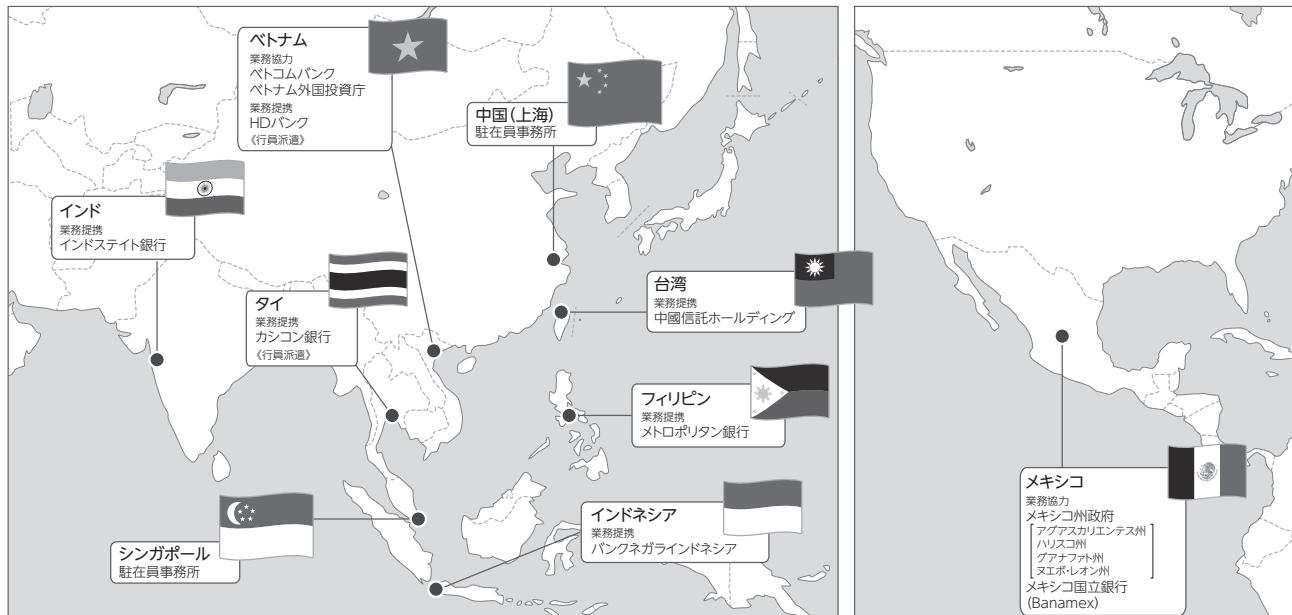 ベトナム
業務協力
ベトコムバンク
ベトナム外国投資庁
業務提携
HDバンク
《行員派遣》
中国(上海)
駐在員事務所
インド
業務提携
インドステイト銀行
タイ
業務提携
カシコン銀行
《行員派遣》
台湾
業務提携
中國信託ホールディング
フィリピン
業務提携
メトロポリタン銀行
シンガポール
駐在員事務所
インドネシア
業務提携
バンクネガラインドネシア
メキシコ
業務協力
メキシコ州政府
アグアスカリエンテス州
ハリスコ州
グアナファト州
ヌエボ・レオン州
メキシコ国立銀行
(Banamex)